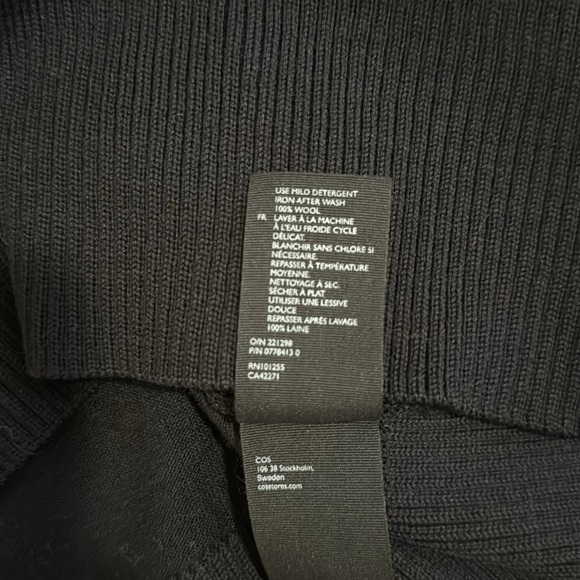 USE MILD DETERGENT
IRON AFTER WASH
100% WOOL
FR LAVER À LA MACHINE
À L'EAU FROIDE CYCLE
DÉLICAT.
BLANCHIR SANS CHLORE SI
NÉCESSAIRE.
REPASSER À TEMPÉRATURE
MOYENNE.
NETTOYAGE À SEC.
SÉCHER À PLAT
UTILISER UNE LESSIVE
DOUCE
REPASSER APRÈS LAVAGE
100% LAINE
O/N 221298
P/N 0778413 0
RN101255
CA42271
COS
106 38 Stockholm,
Sweden
cosstores.com